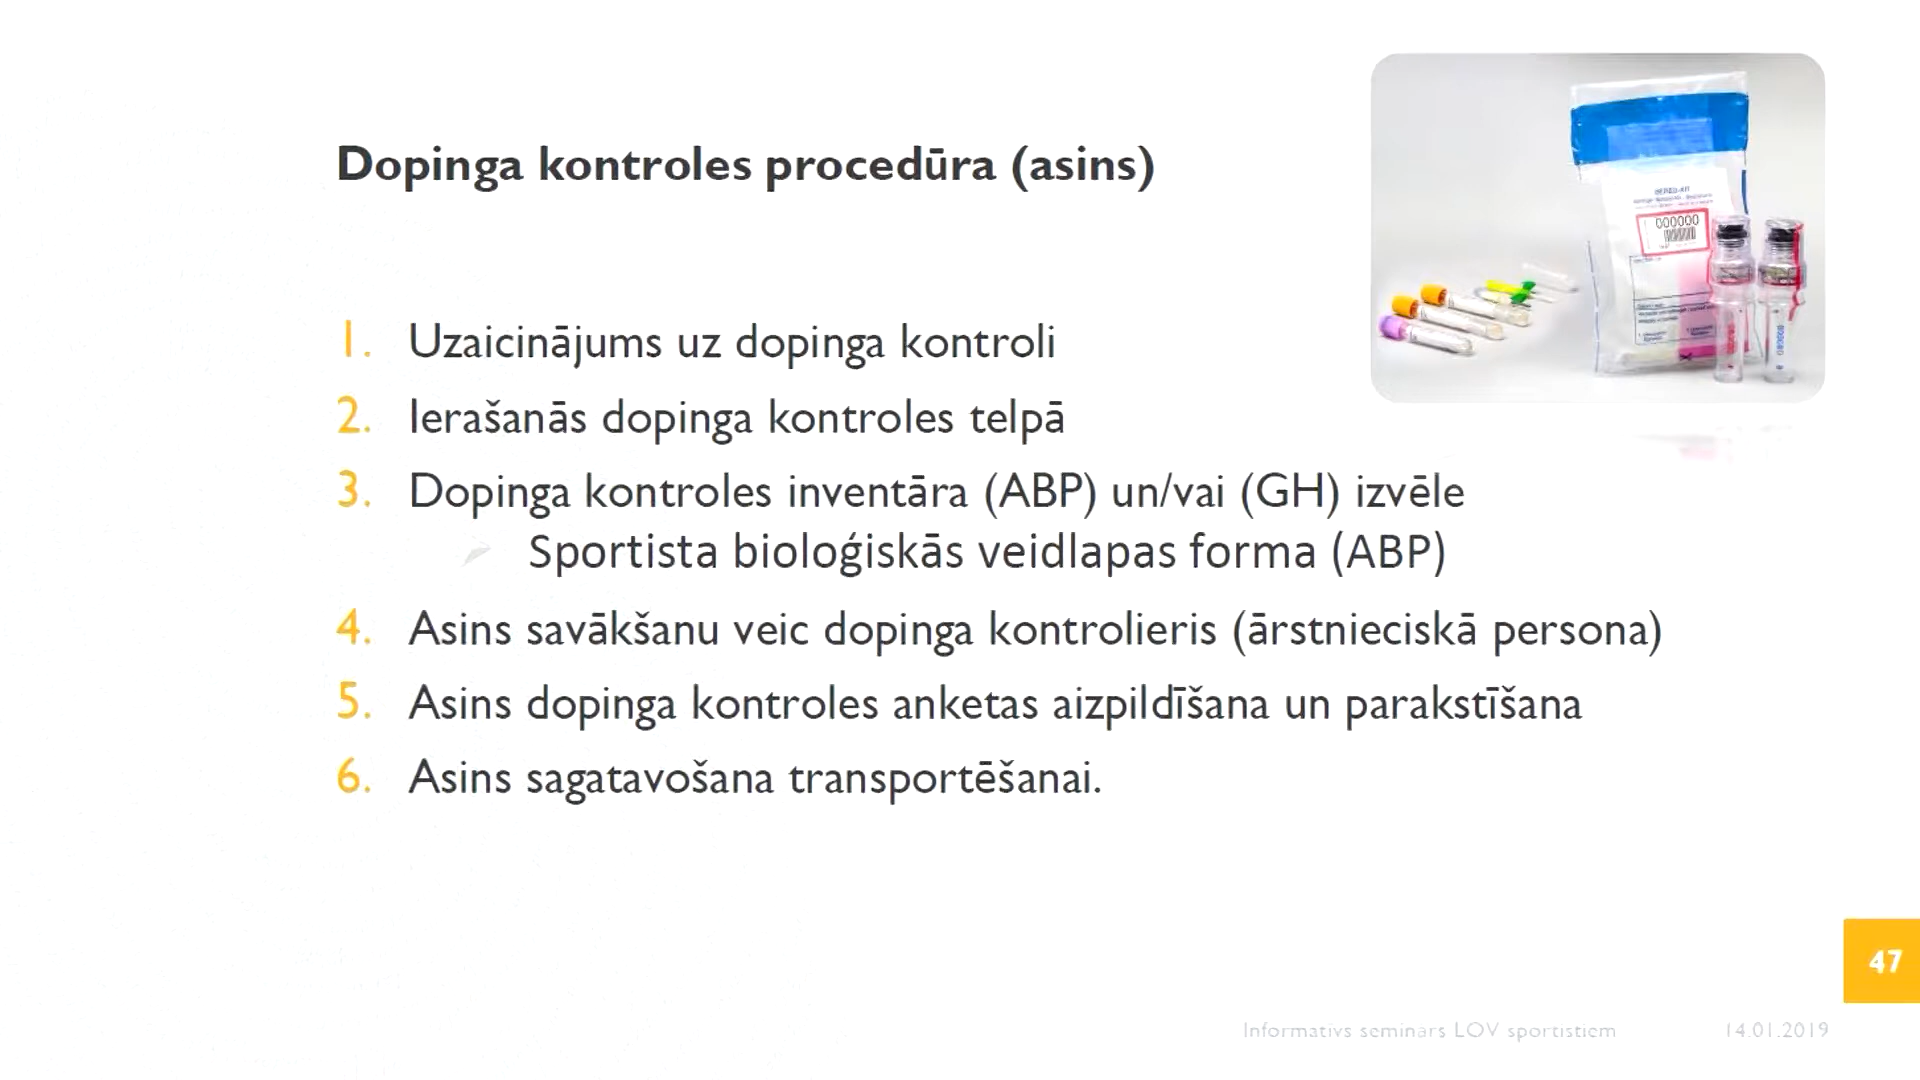 Dopinga kontroles procedūra (asins)
000000
1. Uzaicinājums uz dopinga kontroli
2. Ierašanās dopinga kontroles telpā
3. Dopinga kontroles inventāra (ABP) un/vai (GH) izvēle
Sportista bioloģiskās veidlapas forma (ABP)
4. Asins savākšanu veic dopinga kontrolieris (ārstnieciskā persona)
5. Asins dopinga kontroles anketas aizpildīšana un parakstīšana
6. Asins sagatavošana transportēšanai.
47
Informatīvs seminārs LOV sportistiem 14.01.2019